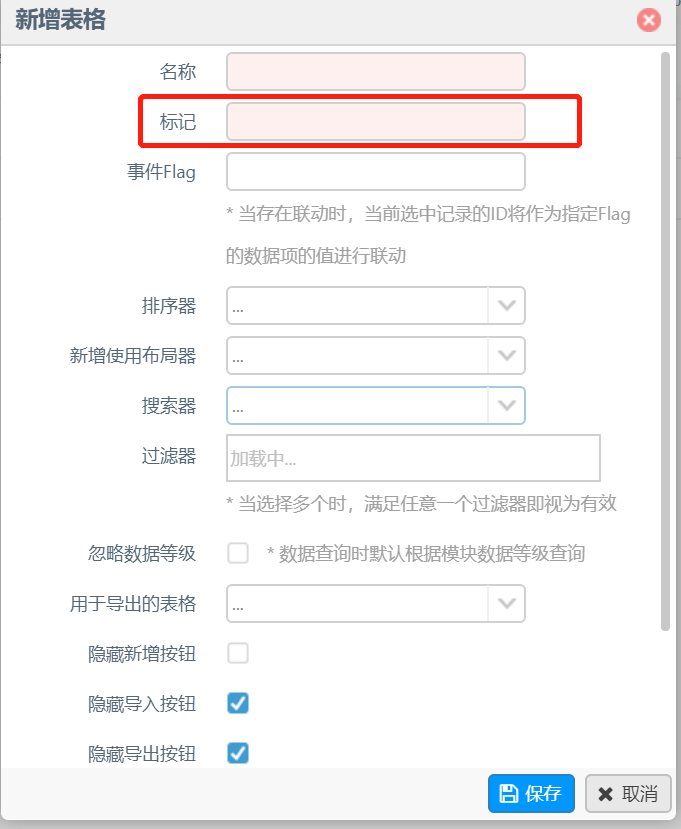 新增表格
名称
标记
事件Flag
* 当存在联动时，当前选中记录的ID将作为指定Flag
的数据项的值进行联动
排序器
...
新增使用布局器
...
搜索器
...
过滤器
加载中...
* 当选择多个时，满足任意一个过滤器即视为有效
忽略数据等级
* 数据查询时默认根据模块数据等级查询
用于导出的表格
...
隐藏新增按钮
隐藏导入按钮
隐藏导出按钮
保存
取消